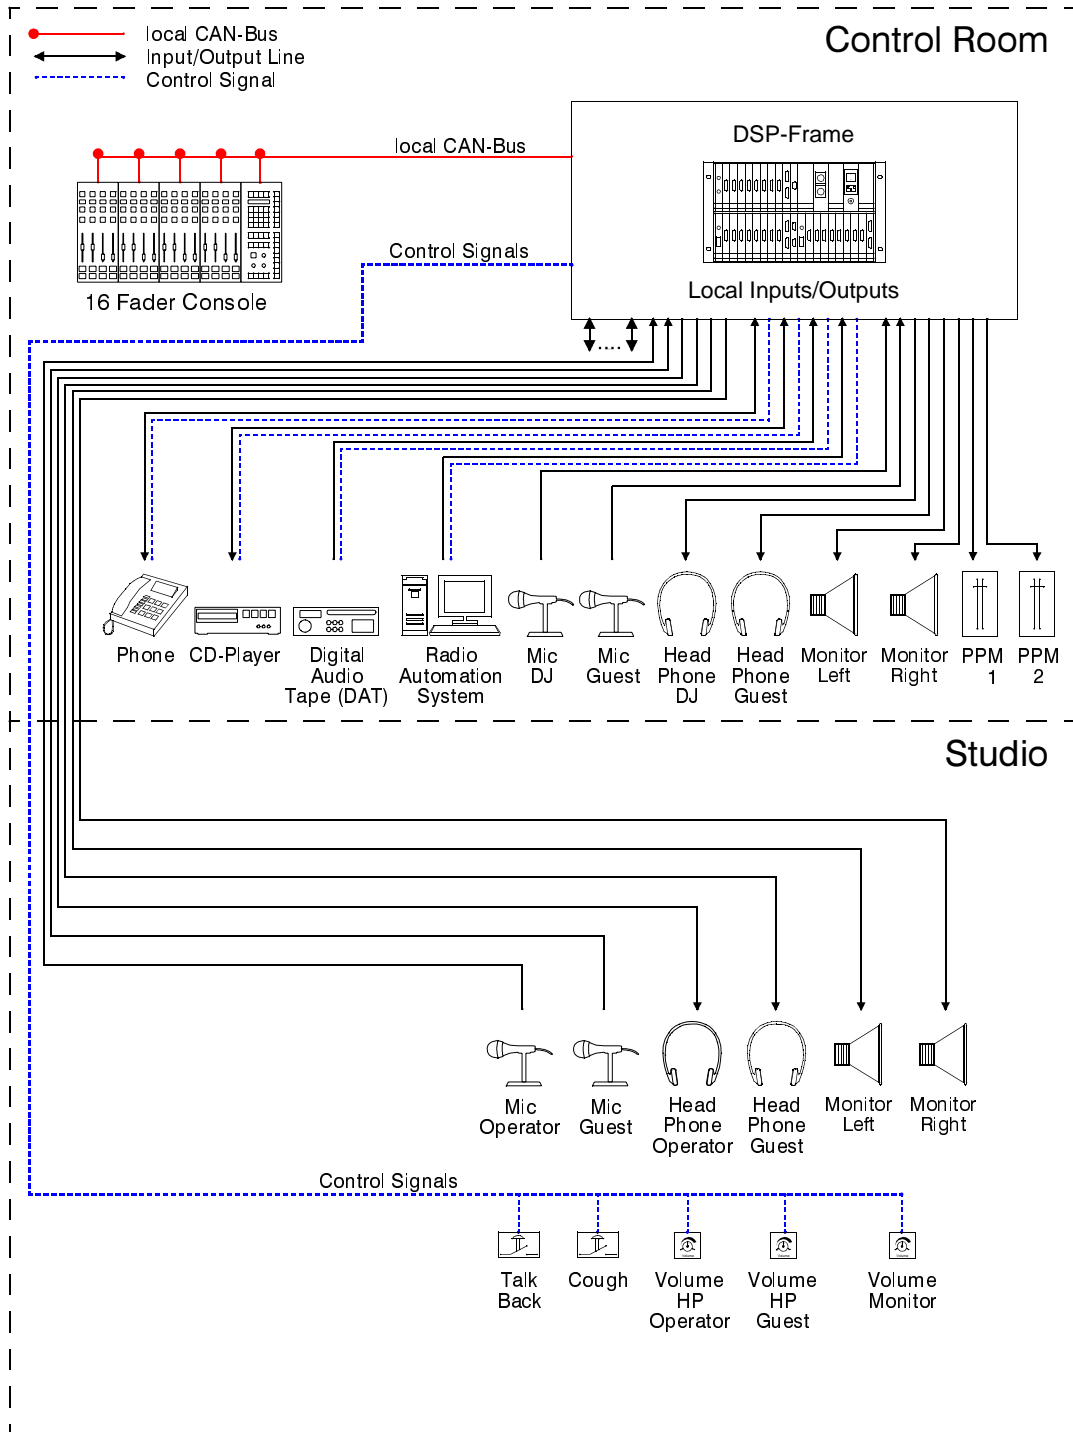 local CAN-Bus
Input/Output Line
Control Signal
Control Room
DSP-Frame
local CAN-Bus
Control Signals
16 Fader Console
Local Inputs/Outputs
....
Phone
CD-Player
Digital
Audio
Tape (DAT)
Radio
Automation
System
Mic
DJ
Mic
Guest
Head
Phone
DJ
Head
Phone
Guest
Monitor
Left
Monitor
Right
PPM
1
PPM
2
Studio
Mic
Operator
Mic
Guest
Head
Phone
Operator
Head
Phone
Guest
Monitor
Left
Monitor
Right
Control Signals
Volume
Volume
Volume
Talk
Back
Cough
Volume
HP
Operator
Volume
HP
Guest
Volume
Monitor